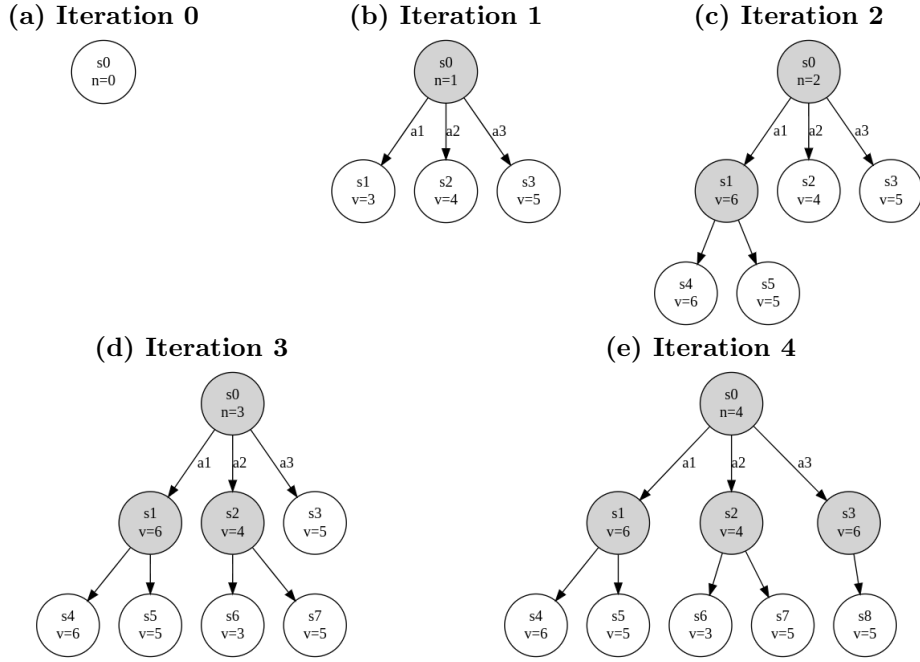 (a) Iteration 0
s0
n=0
(b) Iteration 1
s0
n=1
a1
a2
a3
s1
v=3
s2
v=4
s3
v=5
(c) Iteration 2
s0
n=2
a1
a2
a3
s1
v=6
s2
v=4
s3
v=5
s4
v=6
s5
v=5
(d) Iteration 3
s0
n=3
a1
a2
a3
s1
v=6
s2
v=4
s3
v=5
s4
v=6
s5
v=5
s6
v=3
s7
v=5
(e) Iteration 4
s0
n=4
a1
a2
a3
s1
v=6
s2
v=4
s3
v=6
s4
v=6
s5
v=5
s6
v=3
s7
v=5
s8
v=5